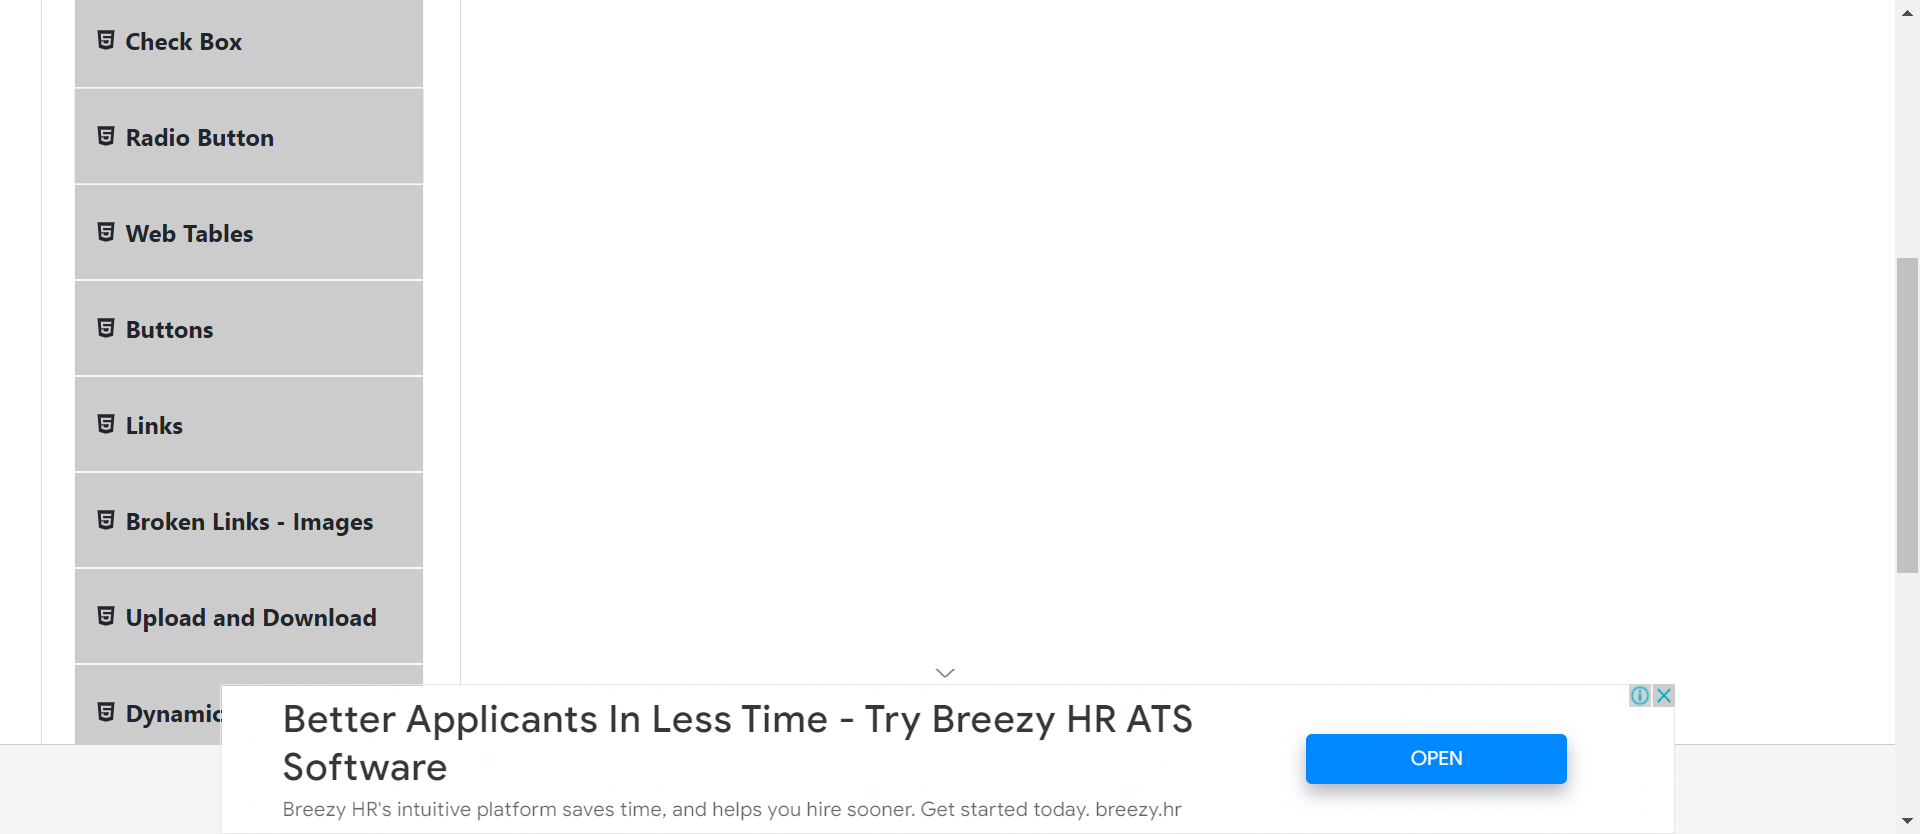 Check Box
Radio Button
Web Tables
Buttons
Links
Broken Links - Images
Upload and Download
Dynamic
Better Applicants In Less Time - Try Breezy HR ATS
Software
Breezy HR's intuitive platform saves time, and helps you hire sooner. Get started today. breezy.hr
OPEN